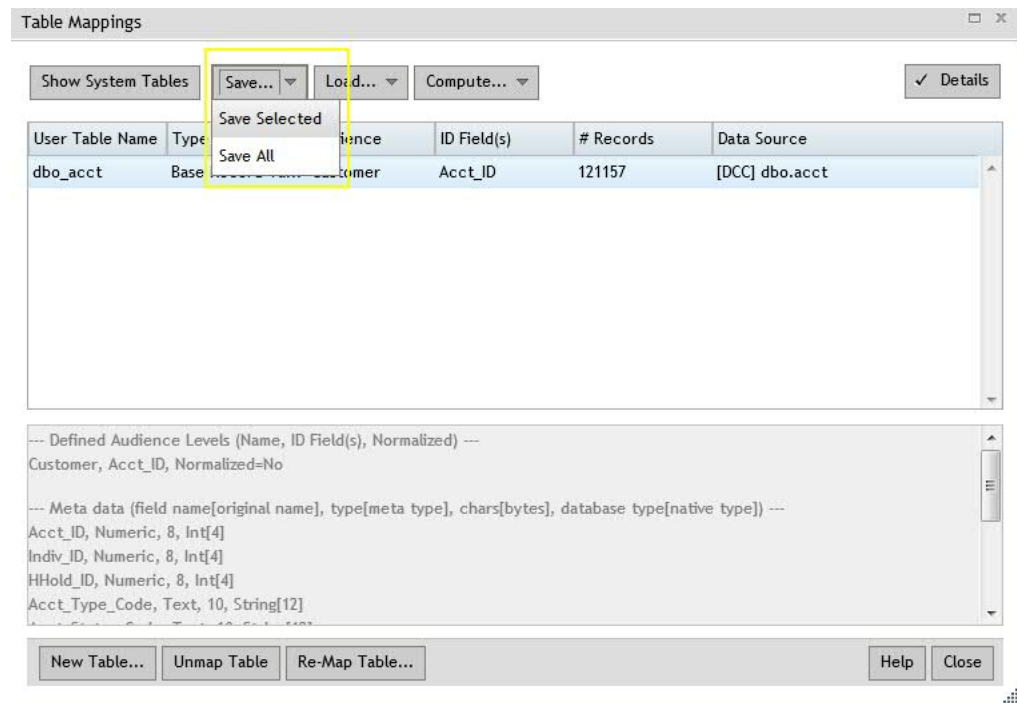 Table Mappings
Show System Tables Save... Load... Compute... ✓ Details
Save Selected
Save All
User Table Name Type ID Field(s) # Records Data Source
dbo_acct Base Acct_ID 121157 [DCC] dbo.acct
--- Defined Audience Levels (Name, ID Field(s), Normalized) ---
Customer, Acct_ID, Normalized=No
--- Meta data (field name[original name], type[meta type], chars[bytes], database type[native type]) ---
Acct_ID, Numeric, 8, Int[4]
Indiv_ID, Numeric, 8, Int[4]
HHold_ID, Numeric, 8, Int[4]
Acct_Type_Code, Text, 10, String[12]
New Table... Unmap Table Re-Map Table... Help Close